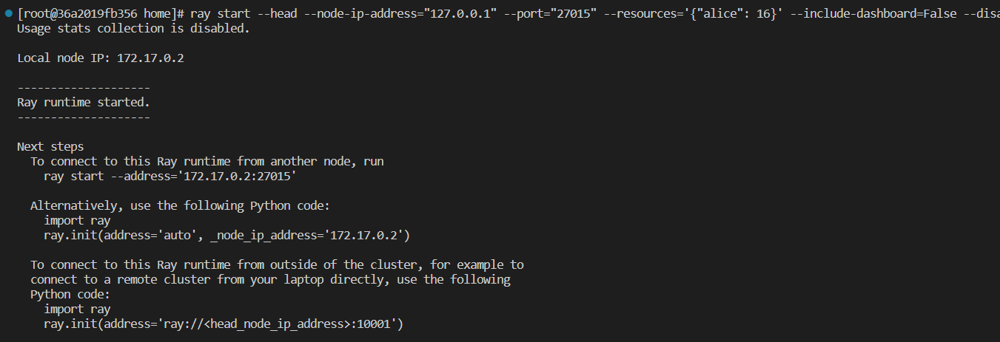 [root@36a2019fb356 home]# ray start --head --node-ip-address="127.0.0.1" --port="27015" --resources='{"alice": 16}' --include-dashboard=False --disa
Usage stats collection is disabled.
Local node IP: 172.17.0.2
--------------------
Ray runtime started.
--------------------
Next steps
To connect to this Ray runtime from another node, run
ray start --address='172.17.0.2:27015'
Alternatively, use the following Python code:
import ray
ray.init(address='auto', _node_ip_address='172.17.0.2')
To connect to this Ray runtime from outside of the cluster, for example to
connect to a remote cluster from your laptop directly, use the following
Python code:
import ray
ray.init(address='ray://<head_node_ip_address>:10001')